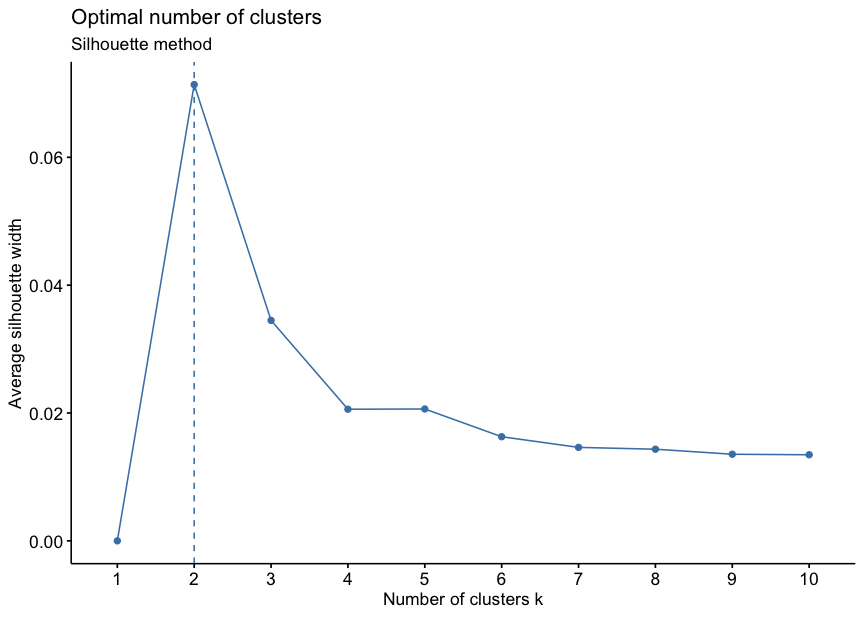 Optimal number of clusters
Silhouette method
Average silhouette width
0.06
0.04
0.02
0.00
1 2 3 4 5 6 7 8 9 10
Number of clusters k